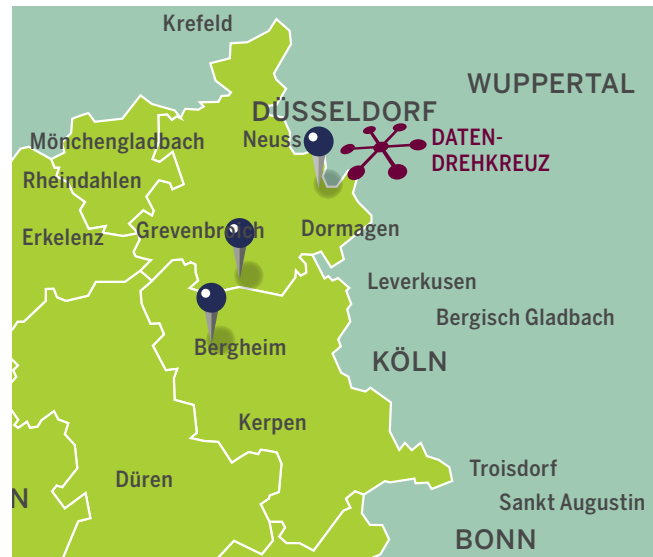 Krefeld
WUPPERTAL
DÜSSELDORF
Mönchengladbach
Neuss
DATEN-
DREHKREUZ
Rheindahlen
Erkelenz
Grevenbroich
Dormagen
Leverkusen
Bergisch Gladbach
Bergheim
KÖLN
Kerpen
Düren
Troisdorf
N
Sankt Augustin
BONN